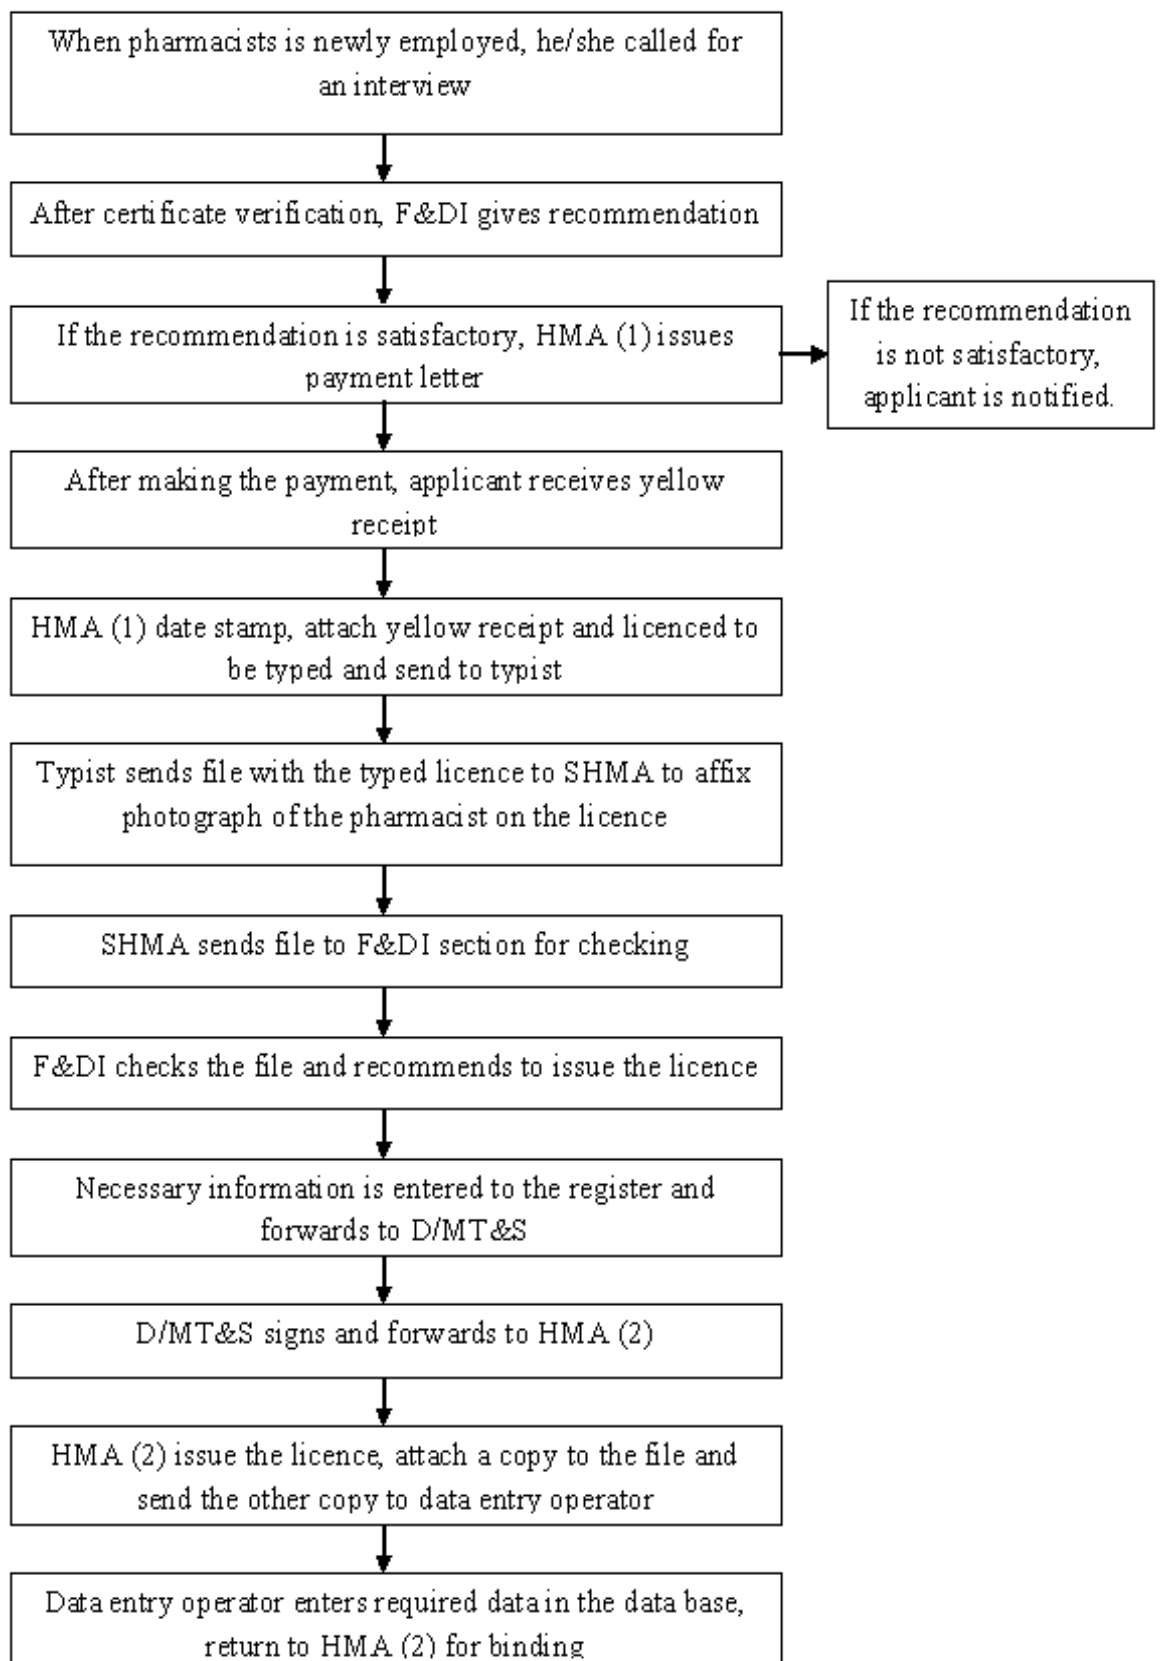 When pharmacists is newly employed, he/she called for
an interview
After certificate verification, F&DI gives recommendation
If the recommendation is satisfactory, HMA (1) issues
payment letter
If the recommendation
is not satisfactory,
applicant is notified.
After making the payment, applicant receives yellow
receipt
HMA (1) date stamp, attach yellow receipt and licenced to
be typed and send to typist
Typist sends file with the typed licence to SHMA to affix
photograph of the pharmacist on the licence
SHMA sends file to F&DI section for checking
F&DI checks the file and recommends to issue the licence
Necessary information is entered to the register and
forwards to D/MT&S
D/MT&S signs and forwards to HMA (2)
HMA (2) issue the licence, attach a copy to the file and
send the other copy to data entry operator
Data entry operator enters required data in the data base,
return to HMA (2) for binding